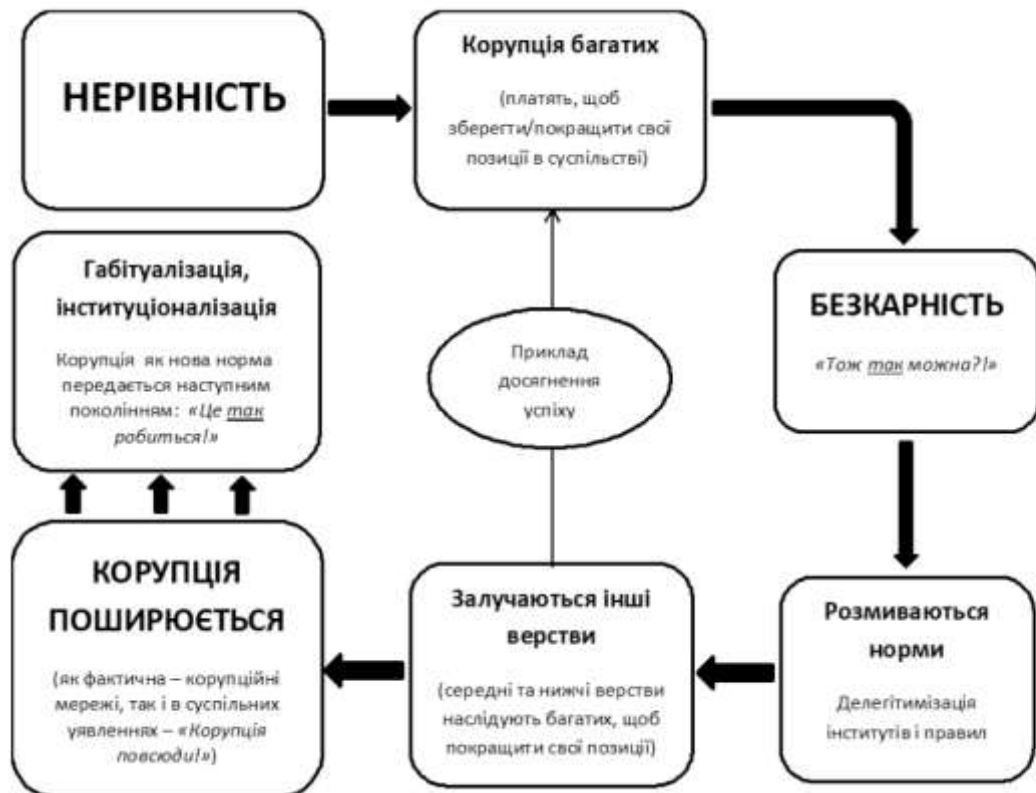 НЕРІВНІСТЬ
Корупція багатих
(платять, щоб
зберегти/покращити свої
позиції в суспільстві)
БЕЗКАРНІСТЬ
«Тож так можна?!»
Розмиваються
норми
Делегітимізація
інститутів і правил
Залучаються інші
верстви
(середні та нижчі верстви
наслідують багатих, щоб
покращити свої позиції)
Приклад
досягнення
успіху
КОРУПЦІЯ
ПОШИРЮЄТЬСЯ
(як фактична – корупційні
мережі, так і в суспільних
уявленнях – «Корупція
повсюди!»)
Габітуалізація,
інституціоналізація
Корупція як нова норма
передається наступним
поколінням: «Це так
робиться!»